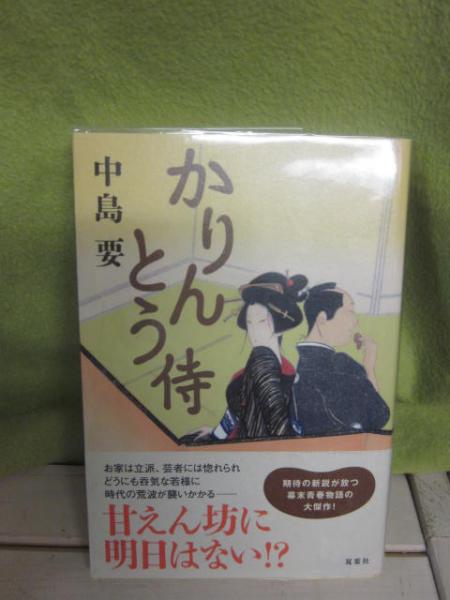 中島要
かりん
とう侍
お家は立派、芸者には惚れられ
どうにも呑気な若様に
時代の荒波が襲いかかる——
甘えん坊に
明日はない!?
期待の新鋭が放つ
幕末青春物語の
大傑作!
双葉社